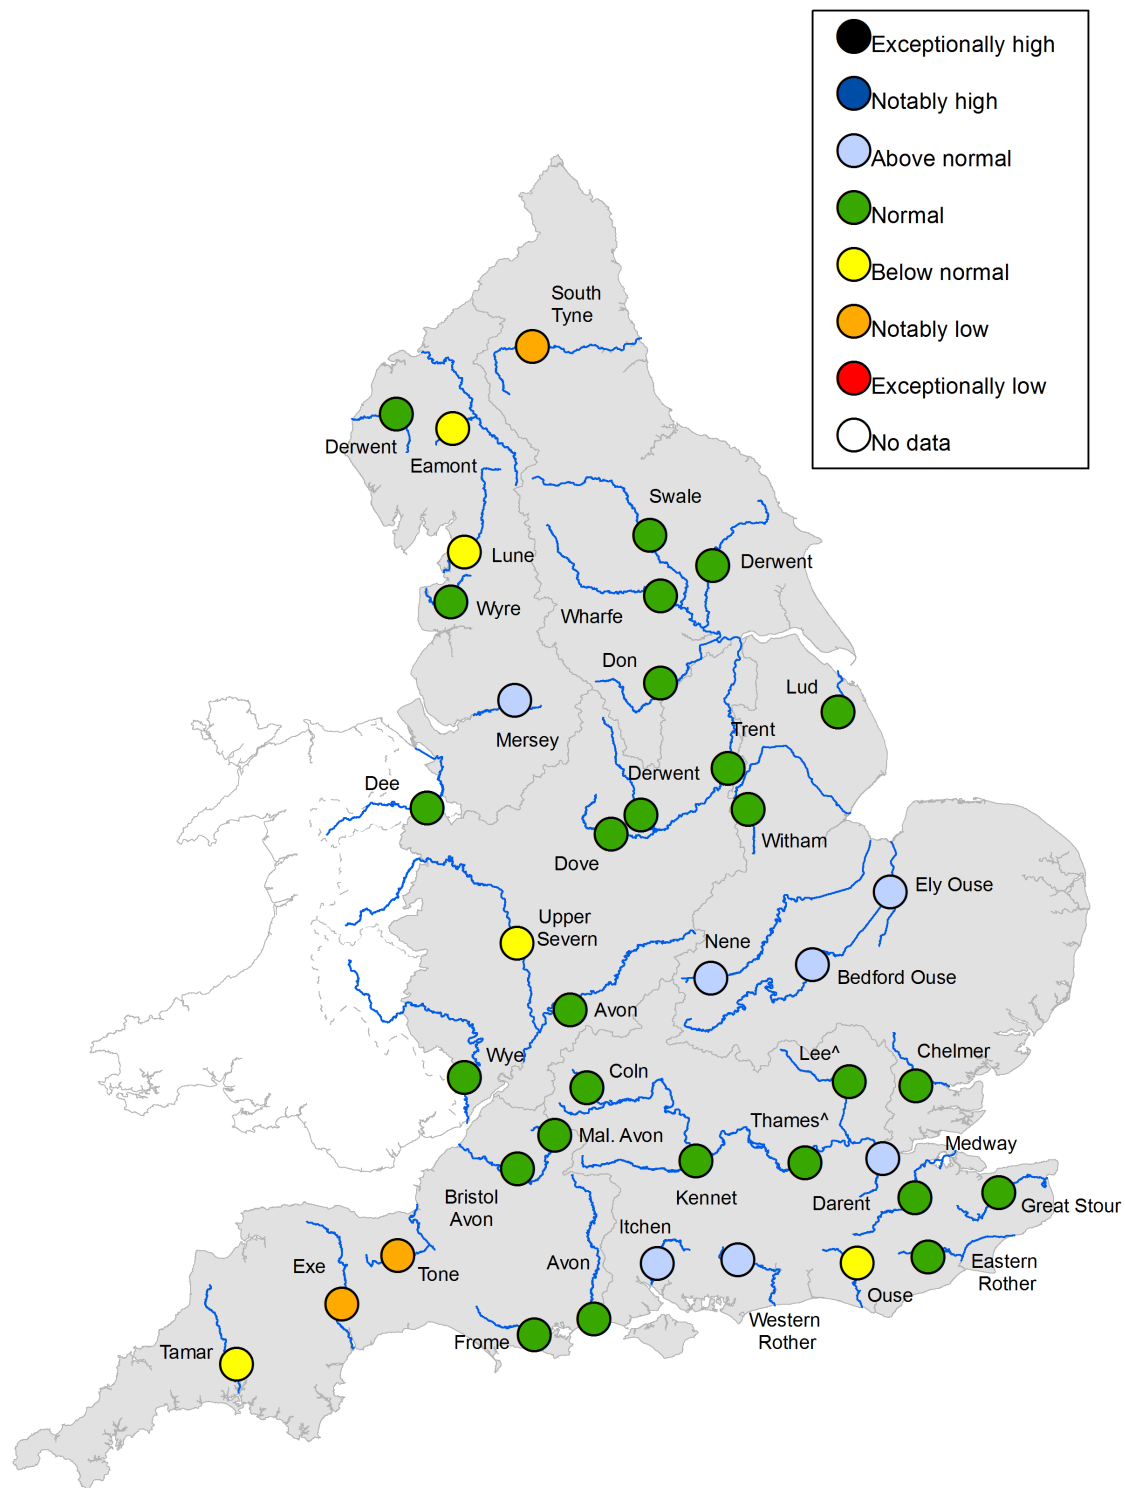 Exceptionally high
Notably high
Above normal
Normal
Below normal
Notably low
Exceptionally low
No data
South
Tyne
Derwent
Eamont
Swale
Lune
Derwent
Wyre
Wharfe
Don
Lud
Mersey
Trent
Derwent
Dee
Witham
Dove
Ely Ouse
Upper
Severn
Nene
Bedford Ouse
Avon
Wye
Lee^
Chelmer
Coln
Thames^
Mal. Avon
Medway
Kennet
Bristol
Avon
Darent
Great Stour
Itchen
Exe
Tone
Avon
Eastern
Rother
Ouse
Western
Rother
Frome
Tamar